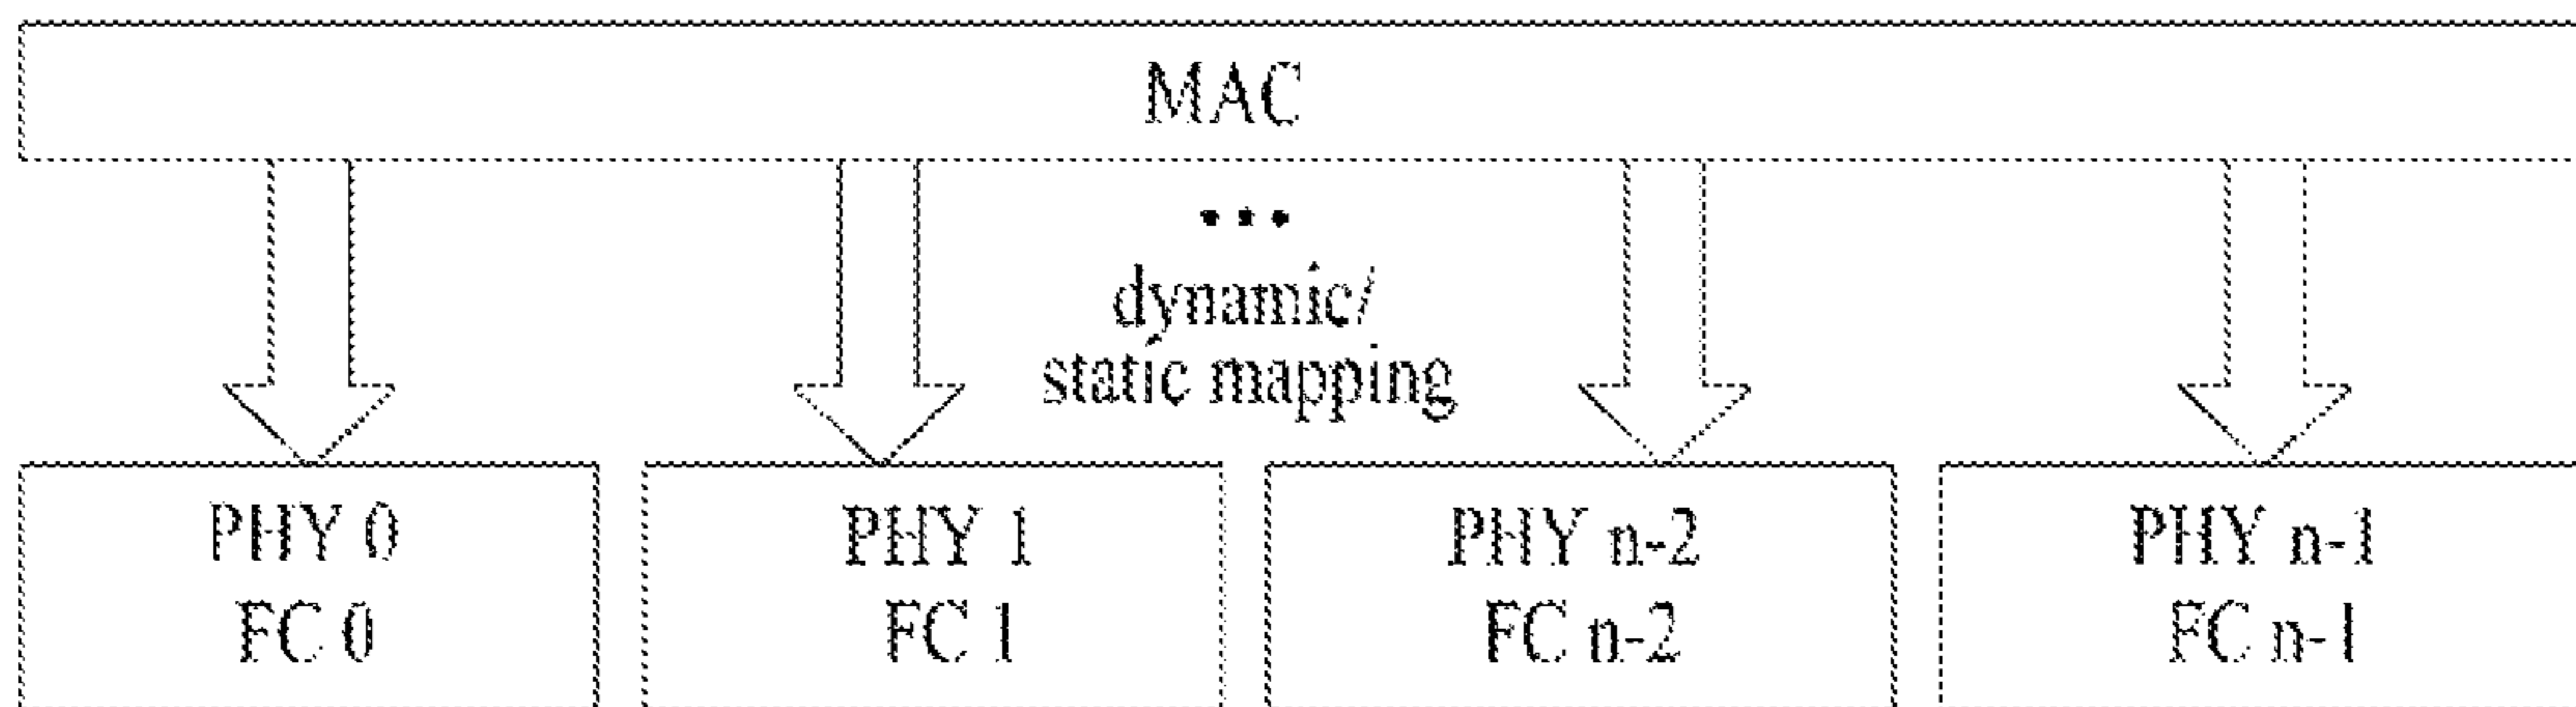 MAC
...
dynamic/
static mapping
PHY 0
FC 0
PHY 1
FC 1
PHY n-2
FC n-2
PHY n-1
FC n-1